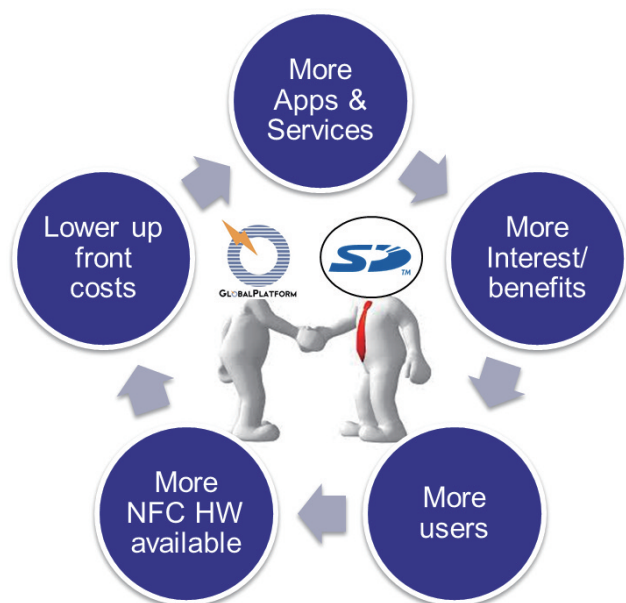 More
Apps &
Services
Lower up
front
costs
More
Interest/
benefits
GLOBALPLATFORM
SD
TM
More
NFC HW
available
More
users